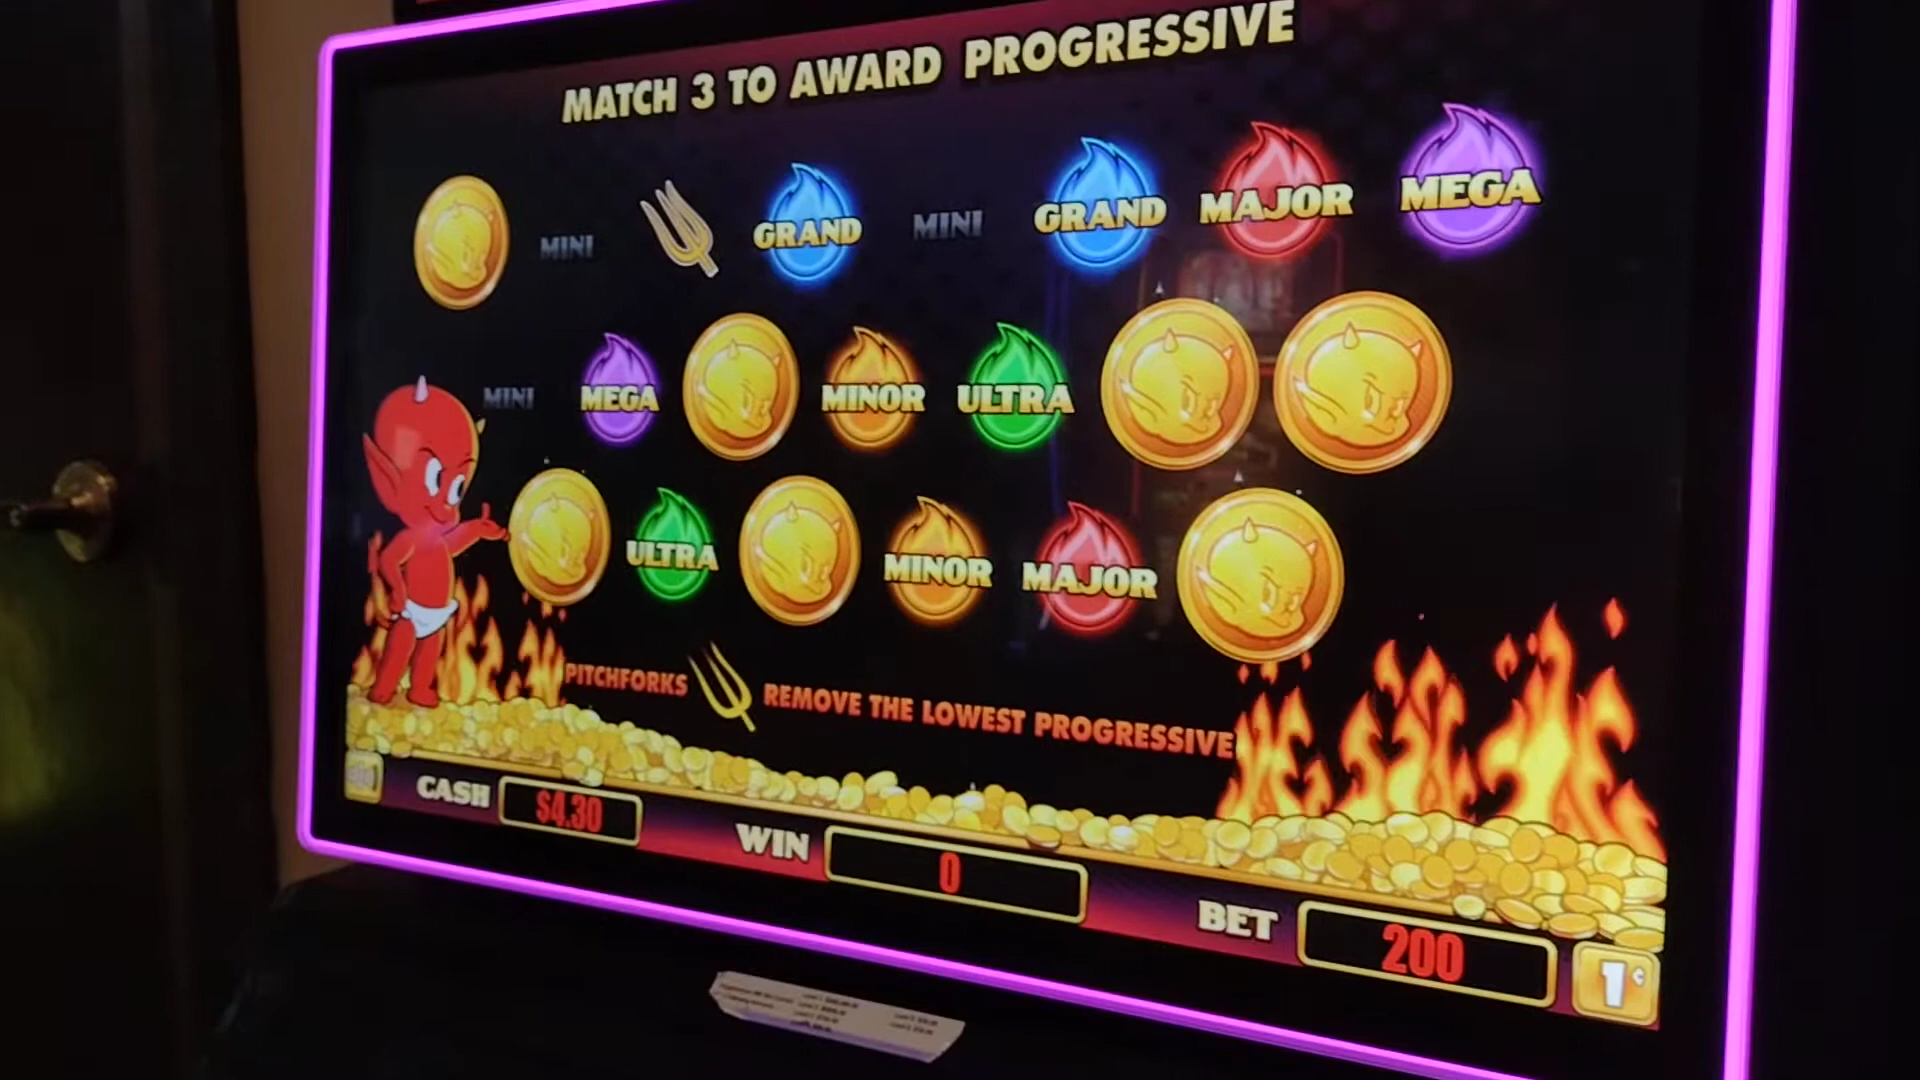 MATCH 3 TO AWARD PROGRESSIVE
MINI
GRAND
MINI
GRAND
MAJOR
MEGA
MINI
MEGA
MINOR
ULTRA
ULTRA
MINOR
MAJOR
PITCHFORKS REMOVE THE LOWEST PROGRESSIVE
CASH $4.30
WIN 0
BET 200
1¢